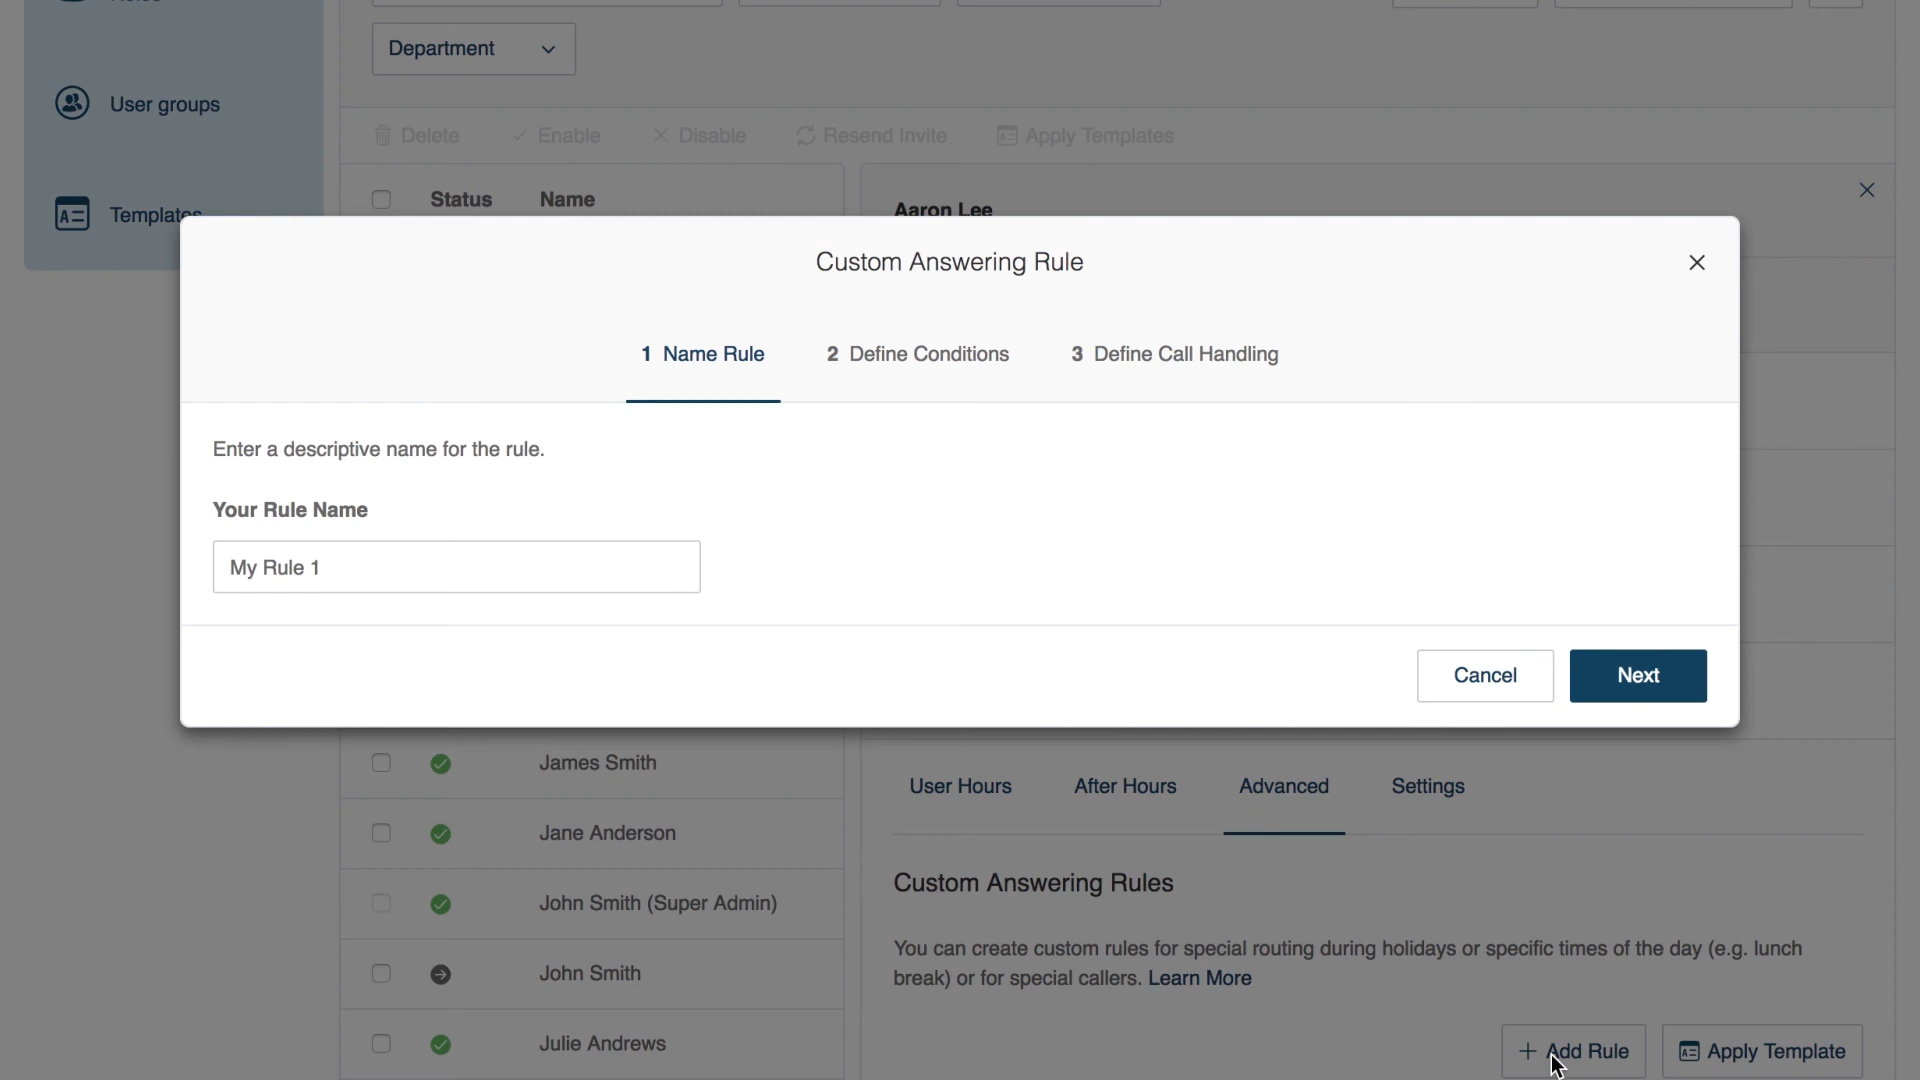 Department
User groups
Delete
Enable
Disable
Resend Invite
Apply Templates
Status
Name
Templates
Aaron Lee
Custom Answering Rule
1 Name Rule
2 Define Conditions
3 Define Call Handling
Enter a descriptive name for the rule.
Your Rule Name
My Rule 1
Cancel
Next
James Smith
Jane Anderson
John Smith (Super Admin)
John Smith
Julie Andrews
User Hours
After Hours
Advanced
Settings
Custom Answering Rules
You can create custom rules for special routing during holidays or specific times of the day (e.g. lunch
break) or for special callers. Learn More
+ Add Rule
Apply Template